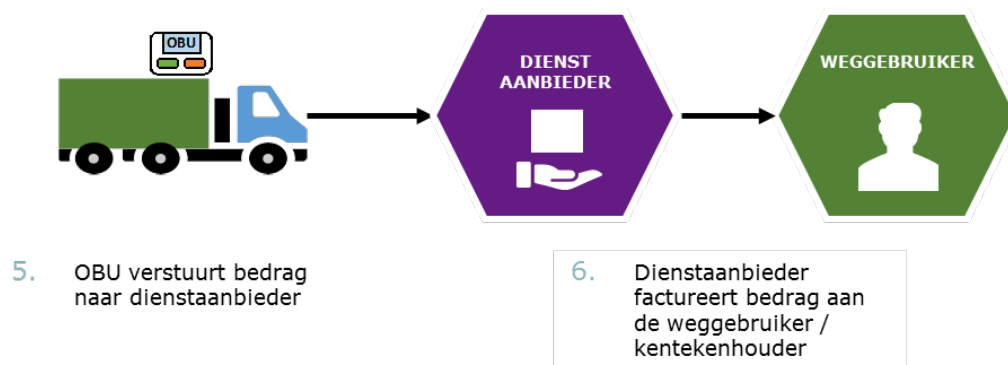 OBU
DIENST
AANBIEDER
WEGGEBRUIKER
5. OBU verstuurt bedrag
naar dienstaanbieder
6. Dienstaanbieder
factureert bedrag aan
de weggebruiker /
kentekenhouder